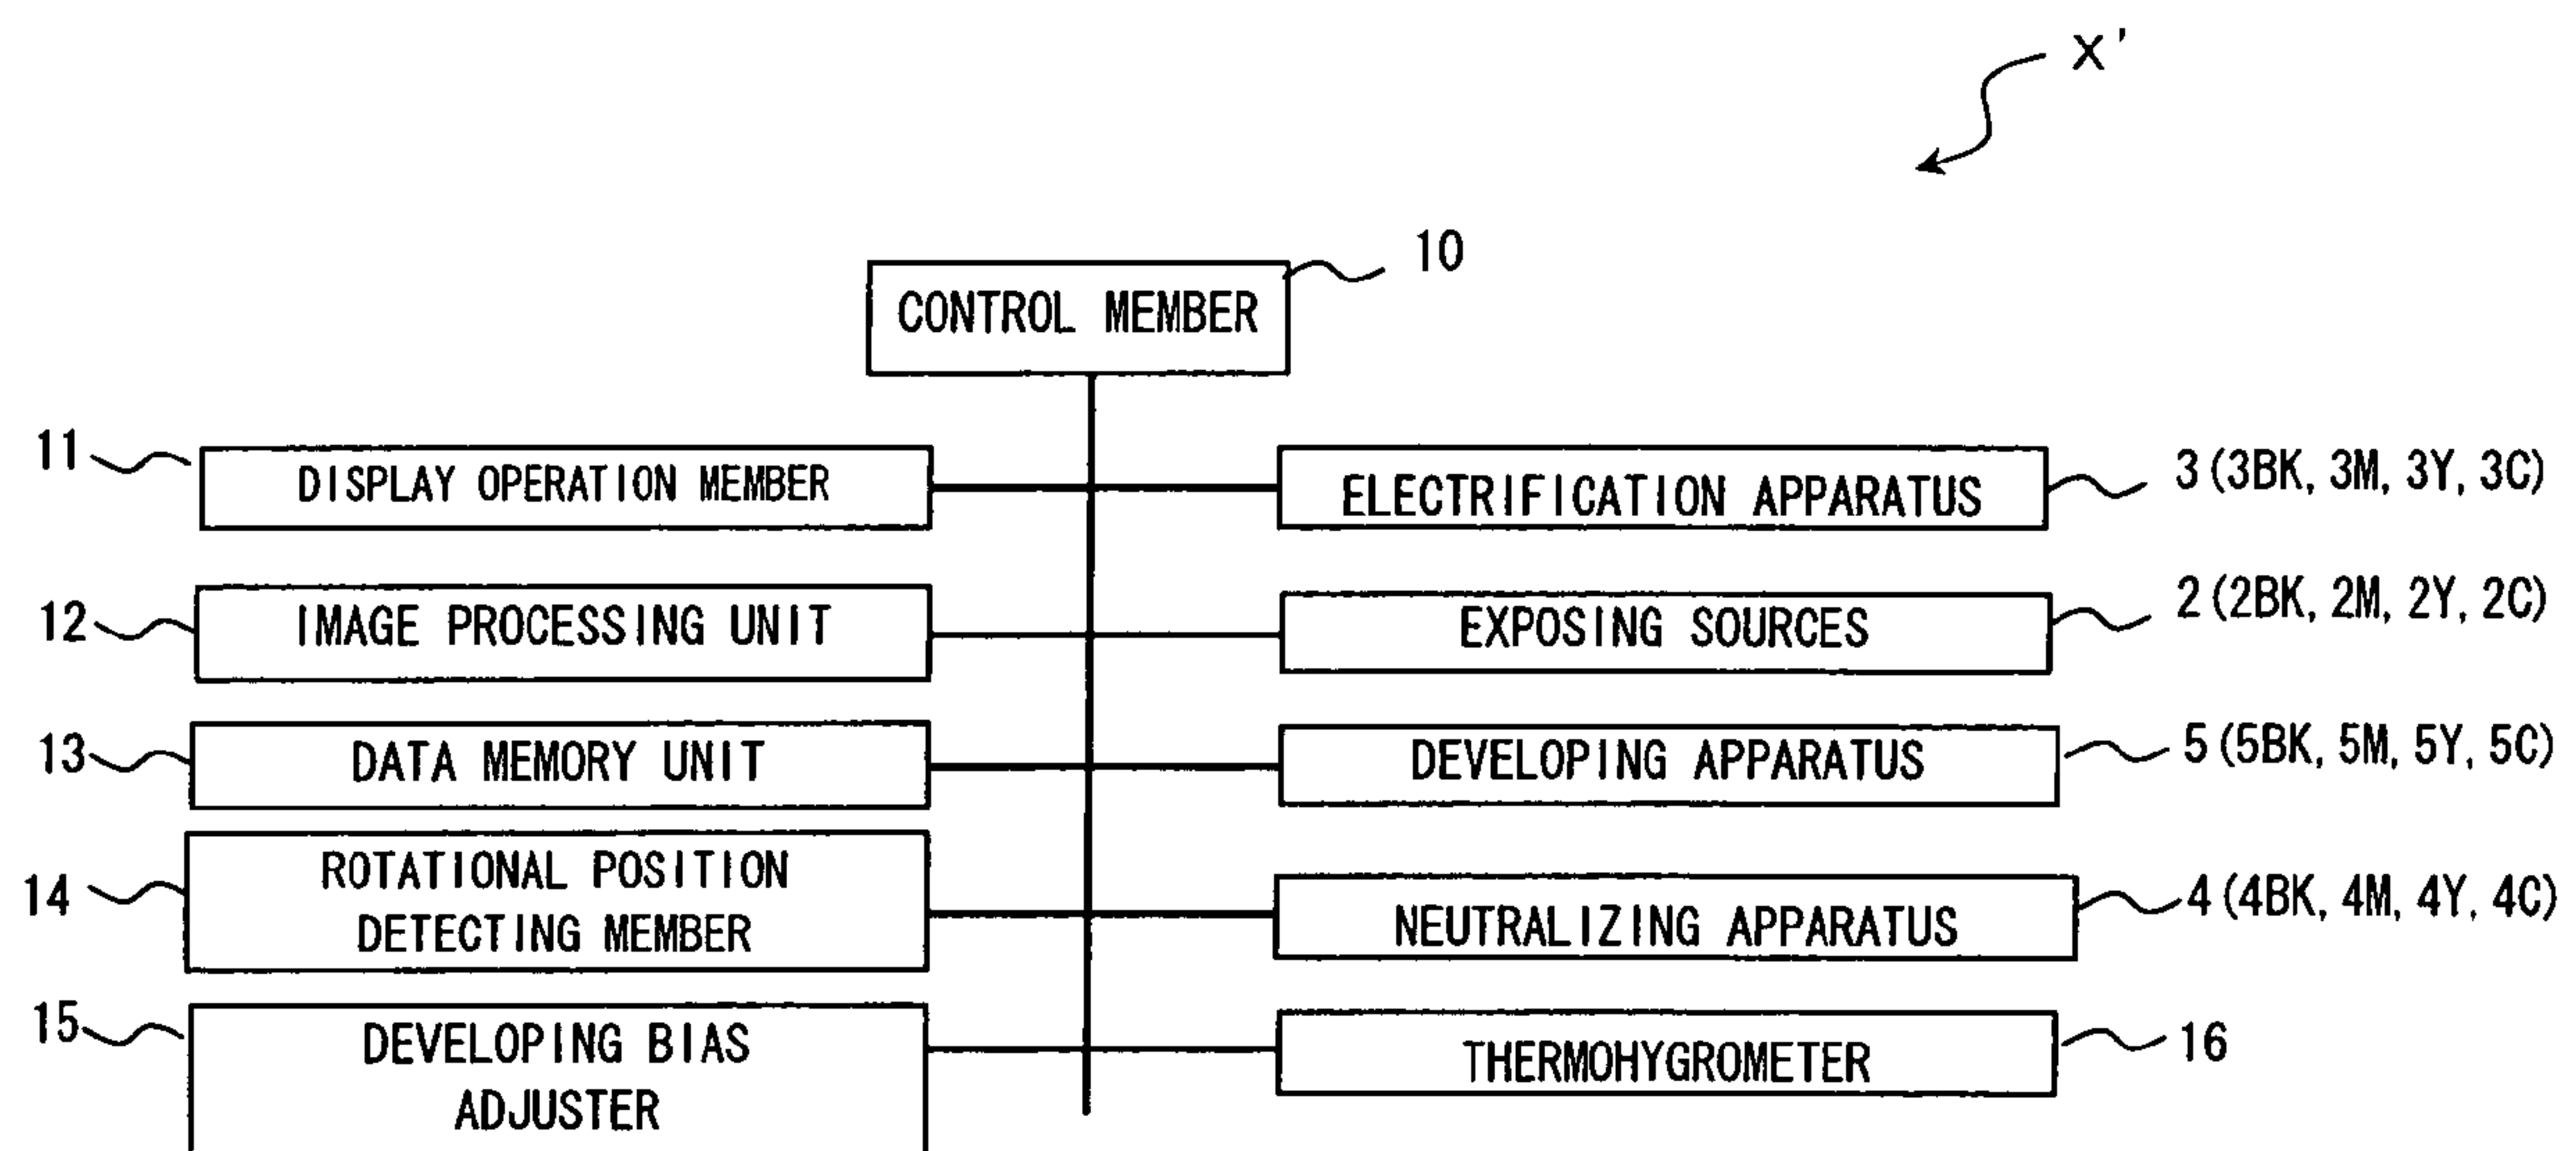 X'
10
CONTROL MEMBER
11
DISPLAY OPERATION MEMBER
ELECTRIFICATION APPARATUS
3 (3BK, 3M, 3Y, 3C)
12
IMAGE PROCESSING UNIT
EXPOSING SOURCES
2 (2BK, 2M, 2Y, 2C)
13
DATA MEMORY UNIT
DEVELOPING APPARATUS
5 (5BK, 5M, 5Y, 5C)
14
ROTATIONAL POSITION
DETECTING MEMBER
NEUTRALIZING APPARATUS
4 (4BK, 4M, 4Y, 4C)
15
DEVELOPING BIAS
ADJUSTER
THERMOHYGROMETER
16